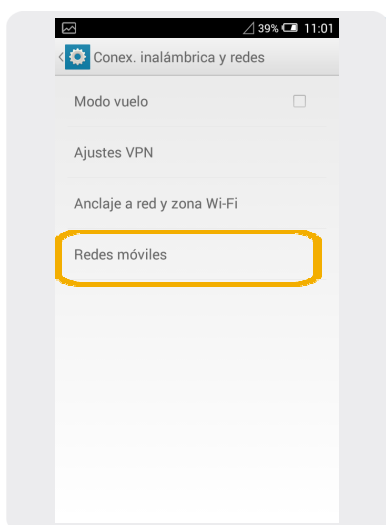 39% 11:01
Conex. inalámbrica y redes
Modo vuelo
Ajustes VPN
Anclaje a red y zona Wi-Fi
Redes móviles